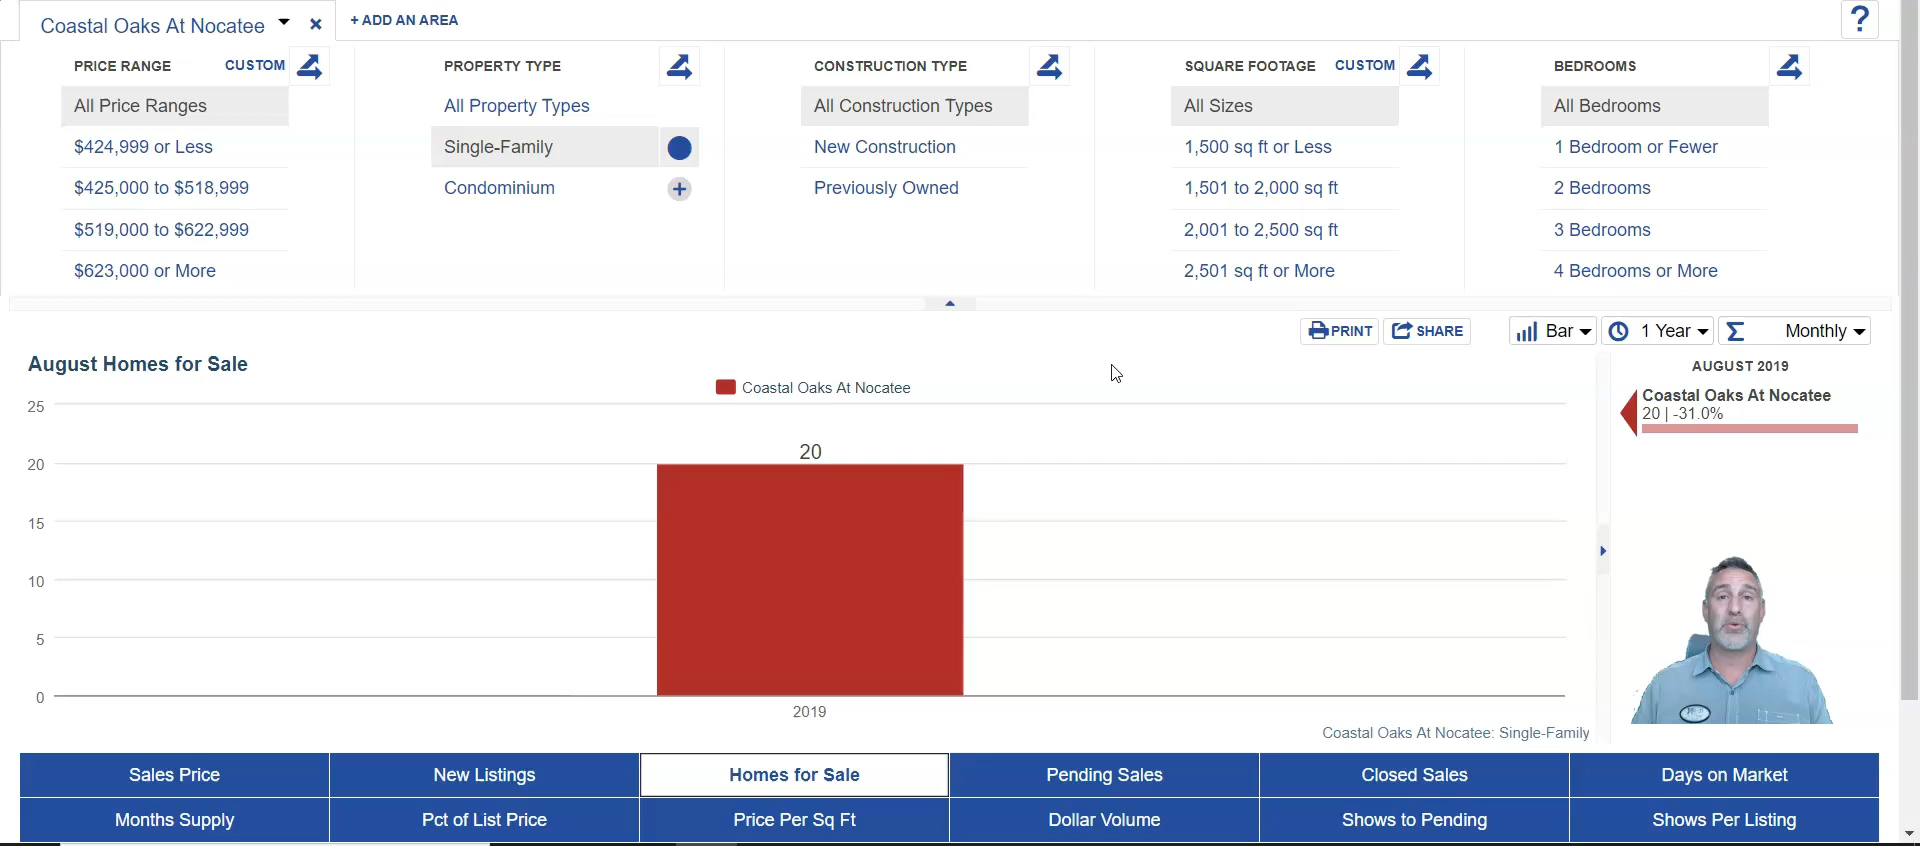 Coastal Oaks At Nocatee
+ ADD AN AREA
?
PRICE RANGE CUSTOM
All Price Ranges
$424,999 or Less
$425,000 to $518,999
$519,000 to $622,999
$623,000 or More
PROPERTY TYPE
All Property Types
Single-Family
Condominium
CONSTRUCTION TYPE
All Construction Types
New Construction
Previously Owned
SQUARE FOOTAGE CUSTOM
All Sizes
1,500 sq ft or Less
1,501 to 2,000 sq ft
2,001 to 2,500 sq ft
2,501 sq ft or More
BEDROOMS
All Bedrooms
1 Bedroom or Fewer
2 Bedrooms
3 Bedrooms
4 Bedrooms or More
PRINT SHARE Bar 1 Year Σ Monthly
August Homes for Sale
Coastal Oaks At Nocatee
25
20
15
10
5
0
20
2019
Coastal Oaks At Nocatee: Single-Family
AUGUST 2019
Coastal Oaks At Nocatee
20 | -31.0%
Sales Price New Listings Homes for Sale Pending Sales Closed Sales Days on Market
Months Supply Pct of List Price Price Per Sq Ft Dollar Volume Shows to Pending Shows Per Listing